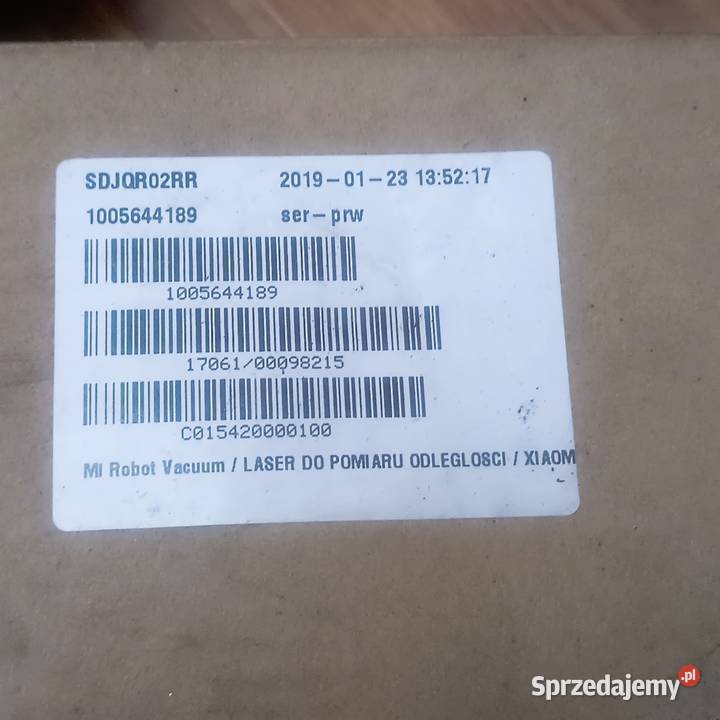 SDJQR02RR 2019-01-23 13:52:17
1005644189 ser-prw
1005644189
17061/00098215
C015420000100
MI Robot Vacuum / LASER DO POMIARU ODLEGLOSCI / XIAOM
Sprzedajemy.pl